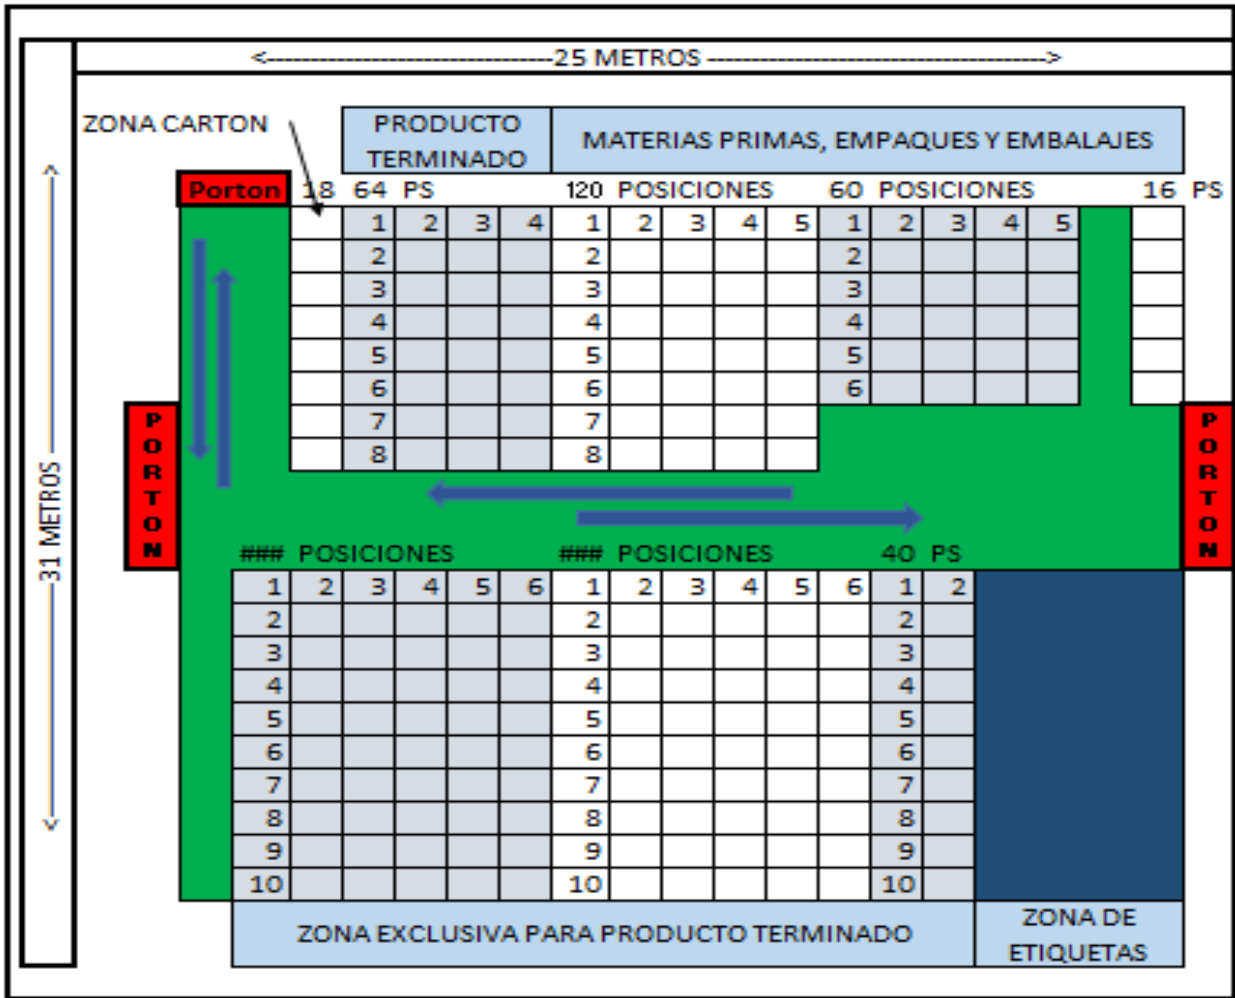 <--------------------------------25 METROS -------------------------------------->
ZONA CARTON
PRODUCTO
TERMINADO
MATERIAS PRIMAS, EMPAQUES Y EMBALAJES
Porton 18 64 PS 120 POSICIONES 60 POSICIONES 16 PS
1 2 3 4 1 2 3 4 5 1 2 3 4 5
2 2 2
3 3 3
4 4 4
5 5 5
6 6 6
7 7
8 8
PORTON
PORTON
<------31 METROS ------>
### POSICIONES ### POSICIONES 40 PS
1 2 3 4 5 6 1 2 3 4 5 6 1 2
2 2 2
3 3 3
4 4 4
5 5 5
6 6 6
7 7 7
8 8 8
9 9 9
10 10 10
ZONA EXCLUSIVA PARA PRODUCTO TERMINADO
ZONA DE
ETIQUETAS